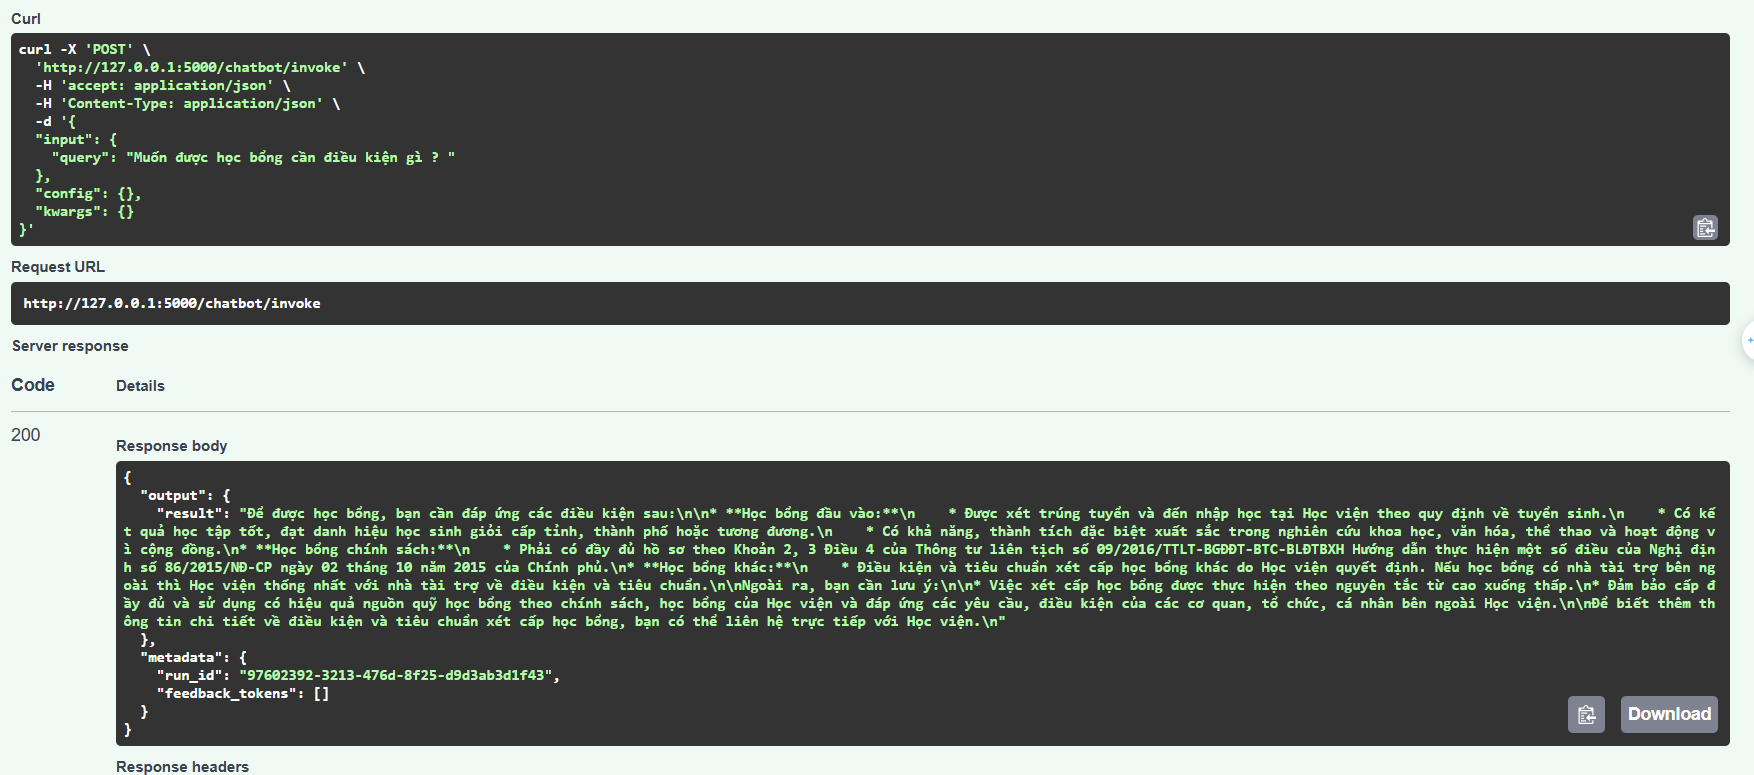 Curl
curl -X 'POST' \
  'http://127.0.0.1:5000/chatbot/invoke' \
  -H 'accept: application/json' \
  -H 'Content-Type: application/json' \
  -d '{
  "input": {
    "query": "Muốn được học bổng cần điều kiện gì ? "
  },
  "config": {},
  "kwargs": {}
}'
Request URL
http://127.0.0.1:5000/chatbot/invoke
Server response
Code Details
200
Response body
{
  "output": {
    "result": "Để được học bổng, bạn cần đáp ứng các điều kiện sau:\n\n* **Học bổng đầu vào:**\n    * Được xét trúng tuyển và đến nhập học tại Học viện theo quy định về tuyển sinh.\n    * Có kế
t quả học tập tốt, đạt danh hiệu học sinh giỏi cấp tỉnh, thành phố hoặc tương đương.\n    * Có khả năng, thành tích đặc biệt xuất sắc trong nghiên cứu khoa học, văn hóa, thể thao và hoạt động v
ì cộng đồng.\n* **Học bổng chính sách:**\n    * Phải có đầy đủ hồ sơ theo Khoản 2, 3 Điều 4 của Thông tư liên tịch số 09/2016/TTLT-BGDĐT-BTC-BLĐTBXH Hướng dẫn thực hiện một số điều của Nghị địn
h số 86/2015/NĐ-CP ngày 02 tháng 10 năm 2015 của Chính phủ.\n* **Học bổng khác:**\n    * Điều kiện và tiêu chuẩn xét cấp học bổng khác do Học viện quyết định. Nếu học bổng có nhà tài trợ bên ng
oài thì Học viện thống nhất với nhà tài trợ về điều kiện và tiêu chuẩn.\n\nNgoài ra, bạn cần lưu ý:\n\n* Việc xét cấp học bổng được thực hiện theo nguyên tắc từ cao xuống thấp.\n* Đảm bảo cấp đ
ầy đủ và sử dụng có hiệu quả nguồn quỹ học bổng theo chính sách, học bổng của Học viện và đáp ứng các yêu cầu, điều kiện của các cơ quan, tổ chức, cá nhân bên ngoài Học viện.\n\nĐể biết thêm th
ông tin chi tiết về điều kiện và tiêu chuẩn xét cấp học bổng, bạn có thể liên hệ trực tiếp với Học viện.\n"
  },
  "metadata": {
    "run_id": "97602392-3213-476d-8f25-d9d3ab3d1f43",
    "feedback_tokens": []
  }
}
Download
Response headers